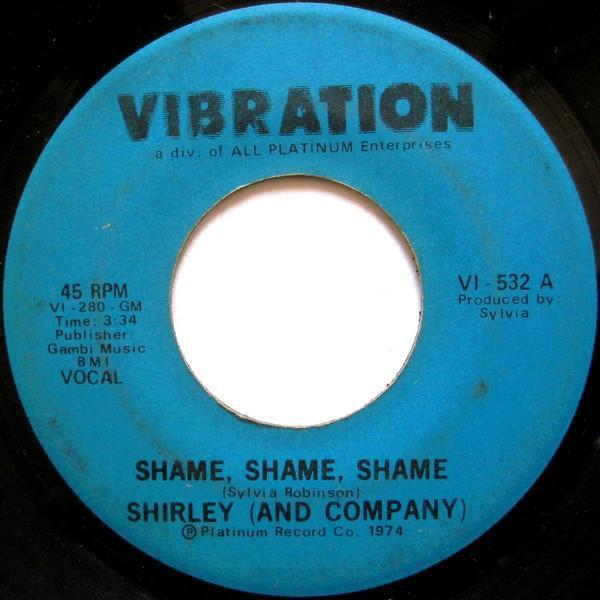 VIBRATION
a div. of ALL PLATINUM Enterprises
45 RPM
VI-280-GM
Time: 3:34
Publisher:
Gambi Music
BMI
VOCAL
VI-532 A
Produced by:
Sylvia
SHAME, SHAME, SHAME
(Sylvia Robinson)
SHIRLEY (AND COMPANY)
Ⓟ Platinum Record Co. 1974